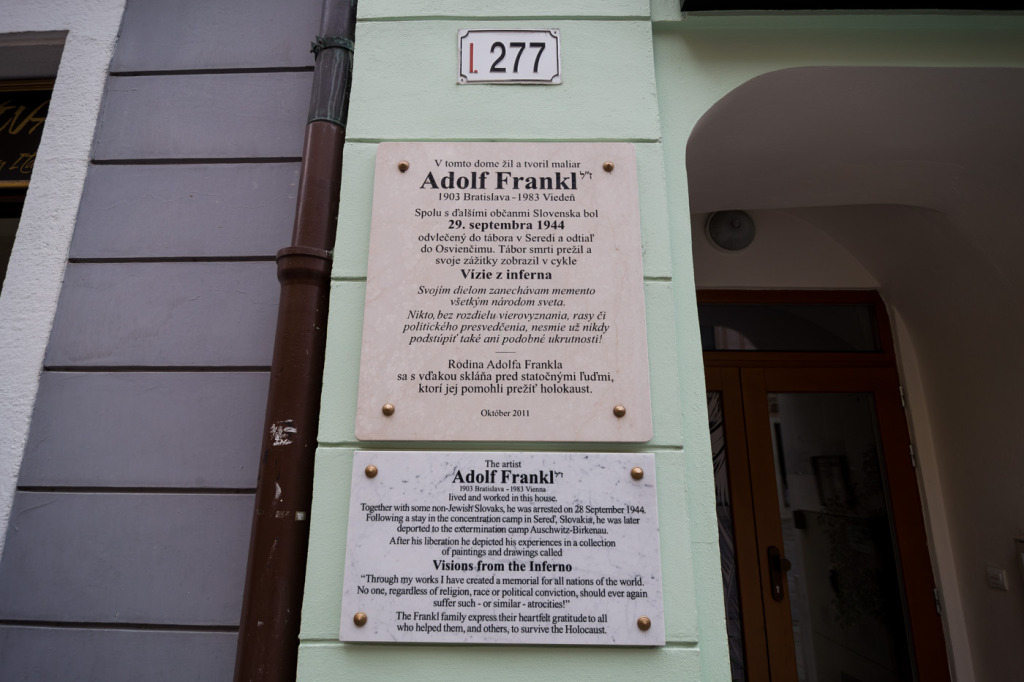 I. 277
V tomto dome žil a tvoril maliar
Adolf Frankl ז״ל
1903 Bratislava - 1983 Viedeň
Spolu s ďalšími občanmi Slovenska bol
29. septembra 1944
odvlečený do tábora v Seredi a odtiaľ
do Osvienčimu. Tábor smrti prežil a
svoje zážitky zobrazil v cykle
Vízie z inferna
Svojím dielom zanechávam memento
všetkým národom sveta.
Nikto, bez rozdielu vierovyznania, rasy či
politického presvedčenia, nesmie už nikdy
podstúpiť také ani podobné ukrutnosti!
Rodina Adolfa Frankla
sa s vďakou skláňa pred statočnými ľuďmi,
ktorí jej pomohli prežiť holokaust.
Október 2011
The artist
Adolf Frankl ז״ל
1903 Bratislava - 1983 Vienna
lived and worked in this house.
Together with some non-Jewish Slovaks, he was arrested on 28 September 1944.
Following a stay in the concentration camp in Sereď, Slovakia, he was later
deported to the extermination camp Auschwitz-Birkenau.
After his liberation he depicted his experiences in a collection
of paintings and drawings called
Visions from the Inferno
“Through my works I have created a memorial for all nations of the world.
No one, regardless of religion, race or political conviction, should ever again
suffer such - or similar - atrocities!”
The Frankl family express their heartfelt gratitude to all
who helped them, and others, to survive the Holocaust.